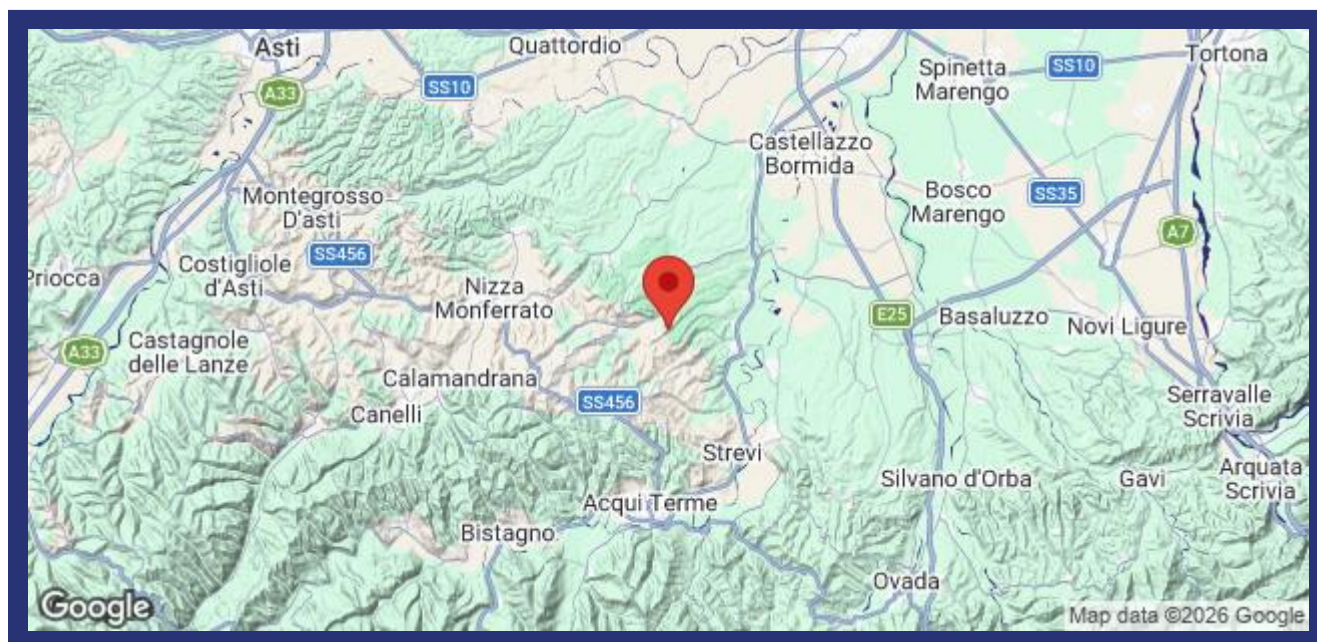 Asti
Quattordio
Tortona
Spinetta
Marengo
SS10
SS10
A33
Castellazzo
Bormida
Montegrosso
D'asti
Bosco
Marengo
SS35
A7
SS456
Costigliole
d'Asti
Priocca
Nizza
Monferrato
E25
Basaluzzo
Novi Ligure
A33
Castagnole
delle Lanze
Calamandrana
SS456
Canelli
Serravalle
Scrivia
Strevi
Silvano d'Orba
Gavi
Arquata
Scrivia
Acqui Terme
Bistagno
Ovada
Google
Map data ©2026 Google